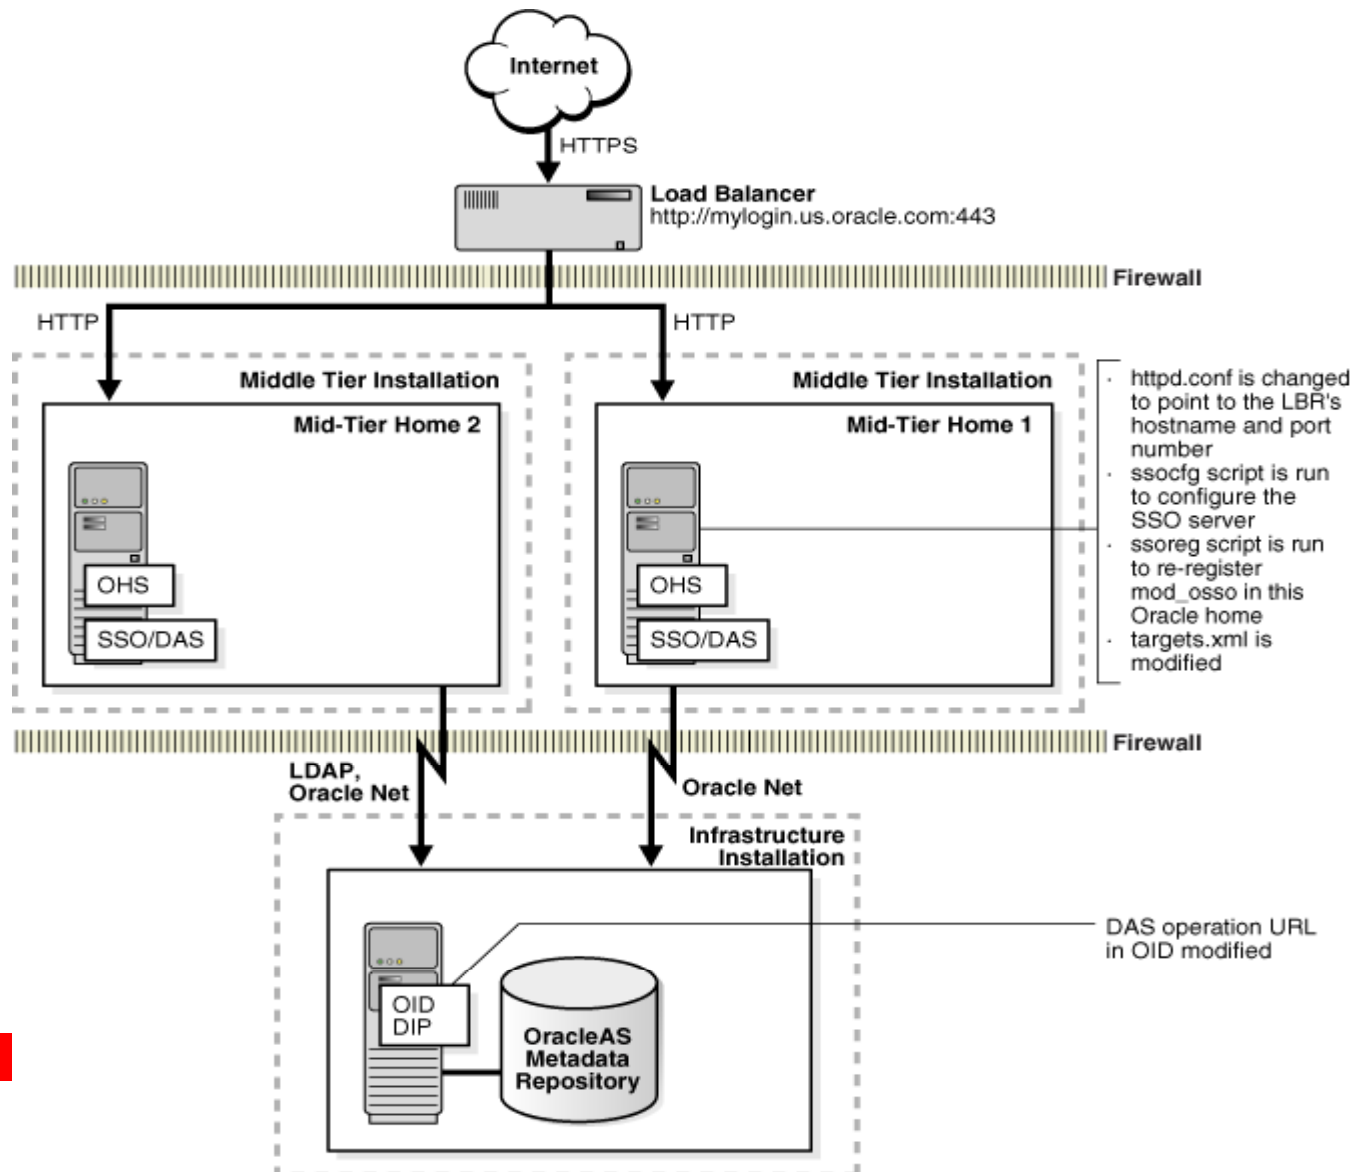 Internet
HTTPS
Load Balancer
http://mylogin.us.oracle.com:443
Firewall
HTTP
HTTP
Middle Tier Installation
Mid-Tier Home 2
OHS
SSO/DAS
Middle Tier Installation
Mid-Tier Home 1
OHS
SSO/DAS
· httpd.conf is changed
to point to the LBR's
hostname and port
number
· ssocfg script is run
to configure the
SSO server
· ssoreg script is run
to re-register
mod_osso in this
Oracle home
· targets.xml is
modified
Firewall
LDAP,
Oracle Net
Oracle Net
Infrastructure
Installation
OID
DIP
OracleAS
Metadata
Repository
DAS operation URL
in OID modified